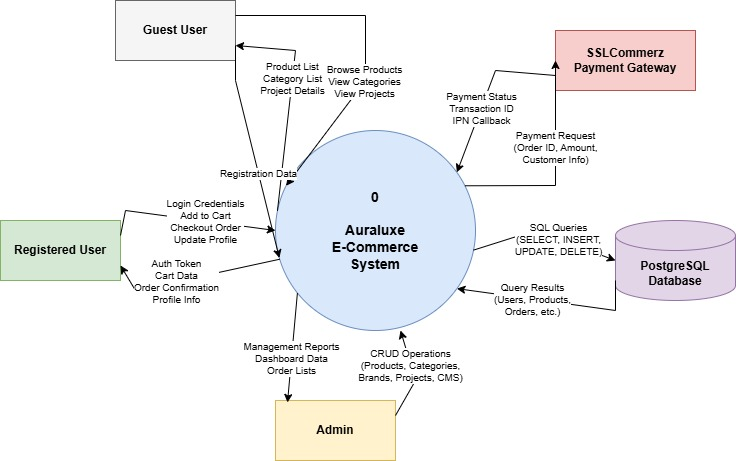 Guest User
SSLCommerz
Payment Gateway
Product List
Category List
Project Details
Browse Products
View Categories
View Projects
Payment Status
Transaction ID
IPN Callback
Payment Request
(Order ID, Amount,
Customer Info)
Registration Data
0
Auraluxe
E-Commerce
System
Login Credentials
Add to Cart
Checkout Order
Update Profile
Registered User
Auth Token
Cart Data
Order Confirmation
Profile Info
SQL Queries
(SELECT, INSERT,
UPDATE, DELETE)
PostgreSQL
Database
Query Results
(Users, Products,
Orders, etc.)
Management Reports
Dashboard Data
Order Lists
CRUD Operations
(Products, Categories,
Brands, Projects, CMS)
Admin